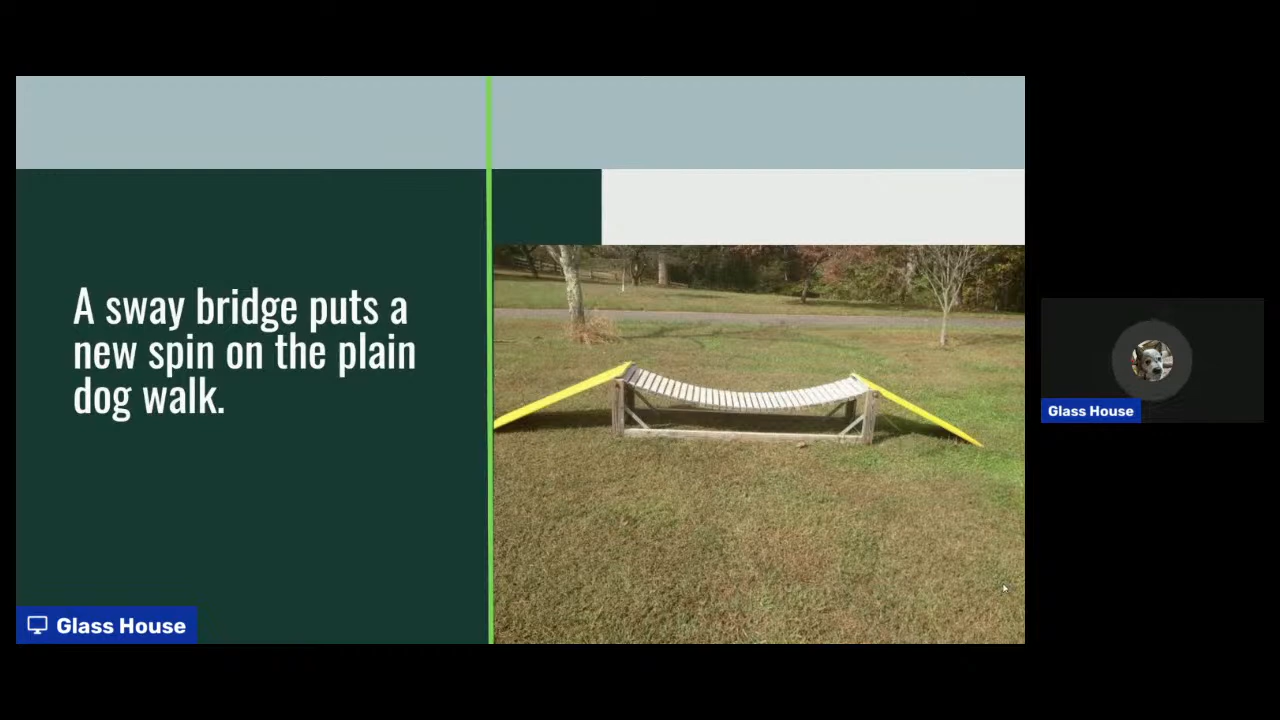 A sway bridge puts a
new spin on the plain
dog walk.
Glass House
Glass House